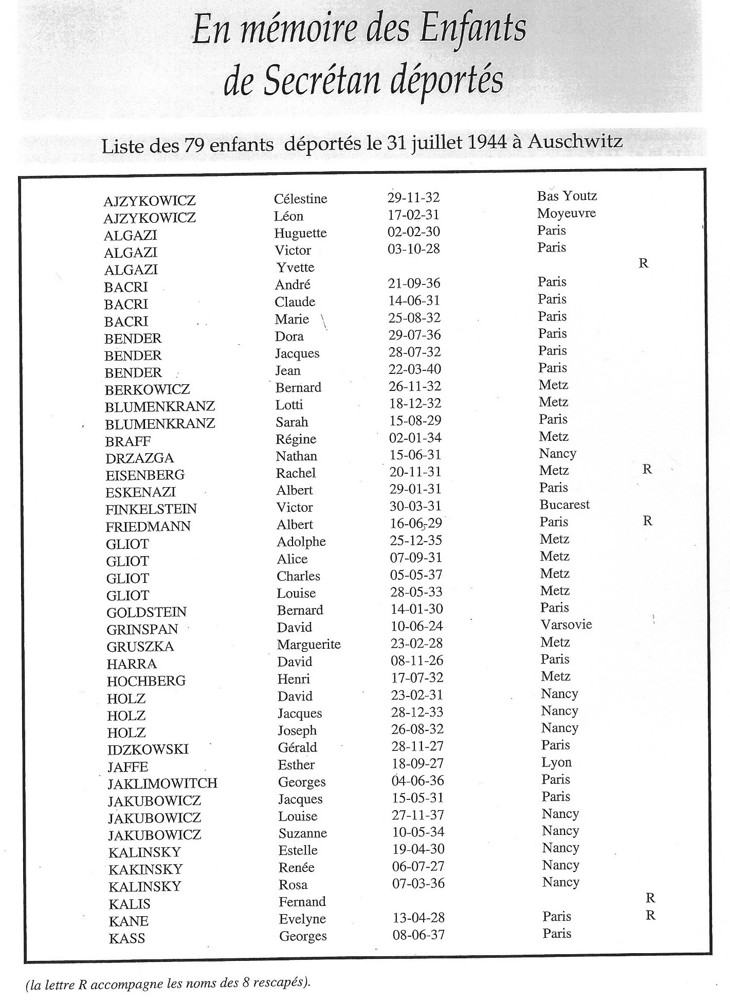 En mémoire des Enfants
de Secrétan déportés
Liste des 79 enfants déportés le 31 juillet 1944 à Auschwitz
AJZYKOWICZ Célestine 29-11-32 Bas Youtz
AJZYKOWICZ Léon 17-02-31 Moyeuvre
ALGAZI Huguette 02-02-30 Paris
ALGAZI Victor 03-10-28 Paris
ALGAZI Yvette R
BACRI André 21-09-36 Paris
BACRI Claude 14-06-31 Paris
BACRI Marie 25-08-32 Paris
BENDER Dora 29-07-36 Paris
BENDER Jacques 28-07-32 Paris
BENDER Jean 22-03-40 Paris
BERKOWICZ Bernard 26-11-32 Metz
BLUMENKRANZ Lotti 18-12-32 Metz
BLUMENKRANZ Sarah 15-08-29 Paris
BRAFF Régine 02-01-34 Metz
DRZAZGA Nathan 15-06-31 Nancy
EISENBERG Rachel 20-11-31 Metz R
ESKENAZI Albert 29-01-31 Paris
FINKELSTEIN Victor 30-03-31 Bucarest
FRIEDMANN Albert 16-06-29 Paris R
GLIOT Adolphe 25-12-35 Metz
GLIOT Alice 07-09-31 Metz
GLIOT Charles 05-05-37 Metz
GLIOT Louise 28-05-33 Metz
GOLDSTEIN Bernard 14-01-30 Paris
GRINSPAN David 10-06-24 Varsovie
GRUSZKA Marguerite 23-02-28 Metz
HARRA David 08-11-26 Paris
HOCHBERG Henri 17-07-32 Metz
HOLZ David 23-02-31 Nancy
HOLZ Jacques 28-12-33 Nancy
HOLZ Joseph 26-08-32 Nancy
IDZKOWSKI Gérald 28-11-27 Paris
JAFFE Esther 18-09-27 Lyon
JAKLIMOWITCH Georges 04-06-36 Paris
JAKUBOWICZ Jacques 15-05-31 Paris
JAKUBOWICZ Louise 27-11-37 Nancy
JAKUBOWICZ Suzanne 10-05-34 Nancy
KALINSKY Estelle 19-04-30 Nancy
KAKINSKY Renée 06-07-27 Nancy
KALINSKY Rosa 07-03-36 Nancy
KALIS Fernand R
KANE Evelyne 13-04-28 Paris R
KASS Georges 08-06-37 Paris
(la lettre R accompagne les noms des 8 rescapés).